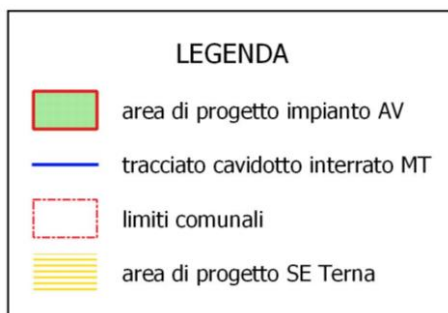 LEGENDA
area di progetto impianto AV
tracciato cavidotto interrato MT
limiti comunali
area di progetto SE Terna